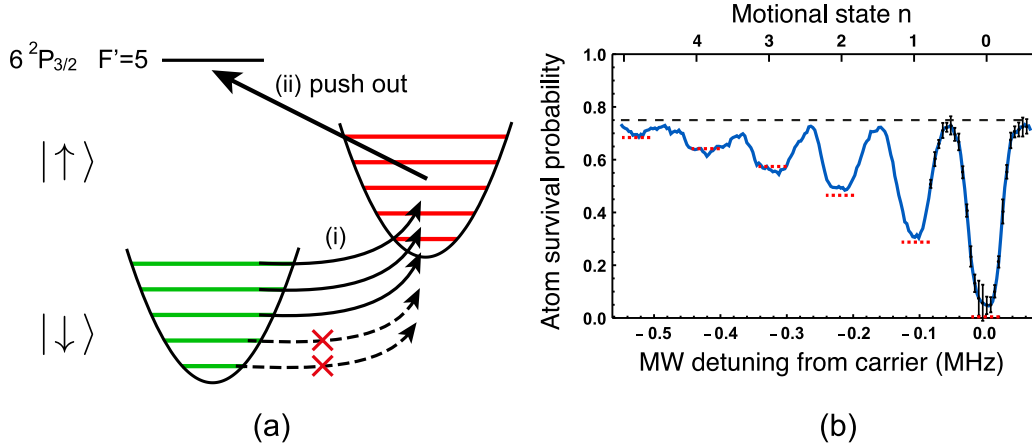 6 ²P₃/₂ F'=5
(ii) push out
|↑⟩
(i)
|↓⟩
(a)
Motional state n
4 3 2 1 0
Atom survival probability
1.0
0.8
0.6
0.4
0.2
0.0
−0.5 −0.4 −0.3 −0.2 −0.1 0.0
MW detuning from carrier (MHz)
(b)